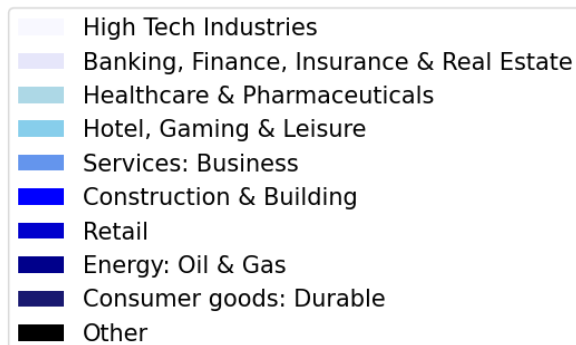 High Tech Industries
Banking, Finance, Insurance & Real Estate
Healthcare & Pharmaceuticals
Hotel, Gaming & Leisure
Services: Business
Construction & Building
Retail
Energy: Oil & Gas
Consumer goods: Durable
Other